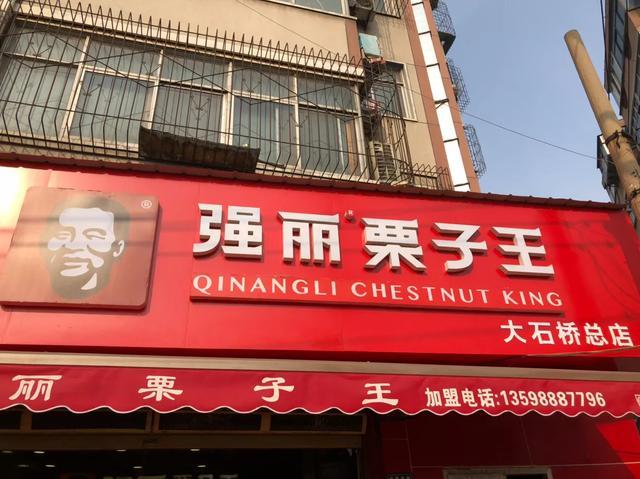 强丽栗子王
QINANGLI CHESTNUT KING
大石桥总店
丽栗子王 加盟电话:13598887796